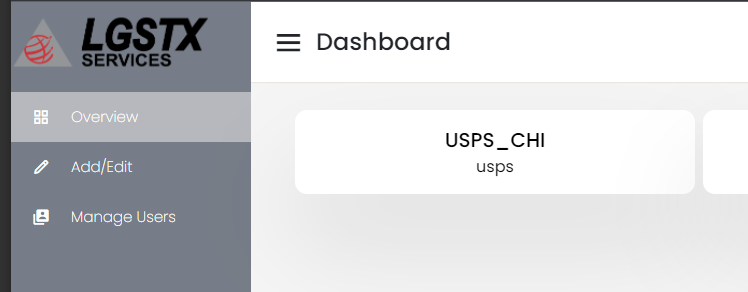 LGSTX
SERVICES
Dashboard
Overview
Add/Edit
Manage Users
USPS_CHI
usps